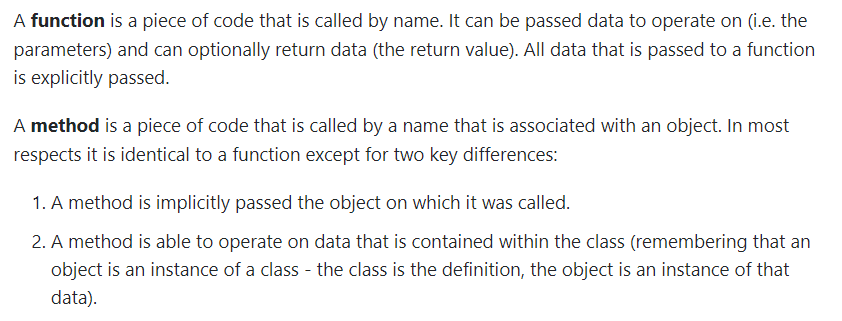 A function is a piece of code that is called by name. It can be passed data to operate on (i.e. the
parameters) and can optionally return data (the return value). All data that is passed to a function
is explicitly passed.
A method is a piece of code that is called by a name that is associated with an object. In most
respects it is identical to a function except for two key differences:
1. A method is implicitly passed the object on which it was called.
2. A method is able to operate on data that is contained within the class (remembering that an
object is an instance of a class - the class is the definition, the object is an instance of that
data).